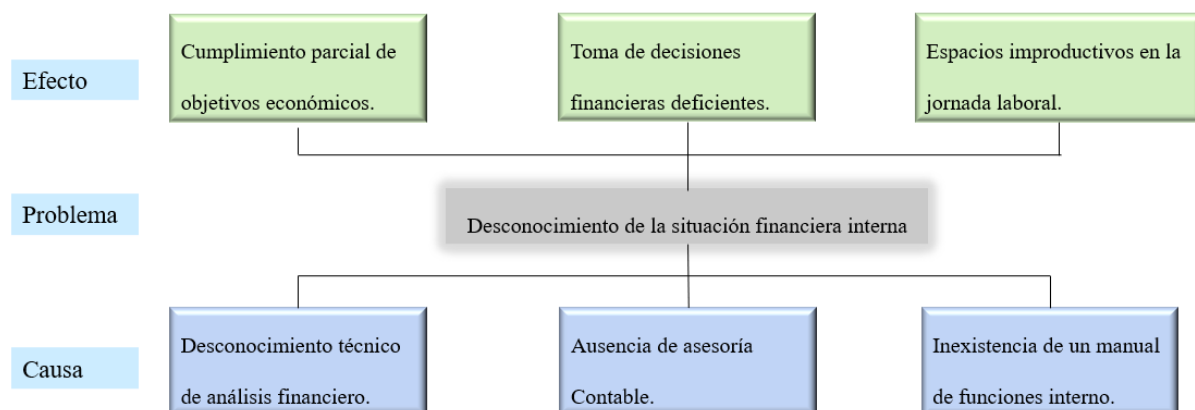 Efecto
Cumplimiento parcial de
objetivos económicos.
Toma de decisiones
financieras deficientes.
Espacios improductivos en la
jornada laboral.
Problema
Desconocimiento de la situación financiera interna
Causa
Desconocimiento técnico
de análisis financiero.
Ausencia de asesoría
Contable.
Inexistencia de un manual
de funciones interno.